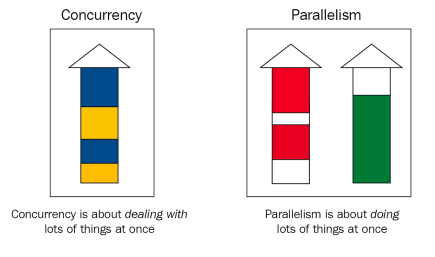 Concurrency
Parallelism
Concurrency is about dealing with
lots of things at once
Parallelism is about doing
lots of things at once